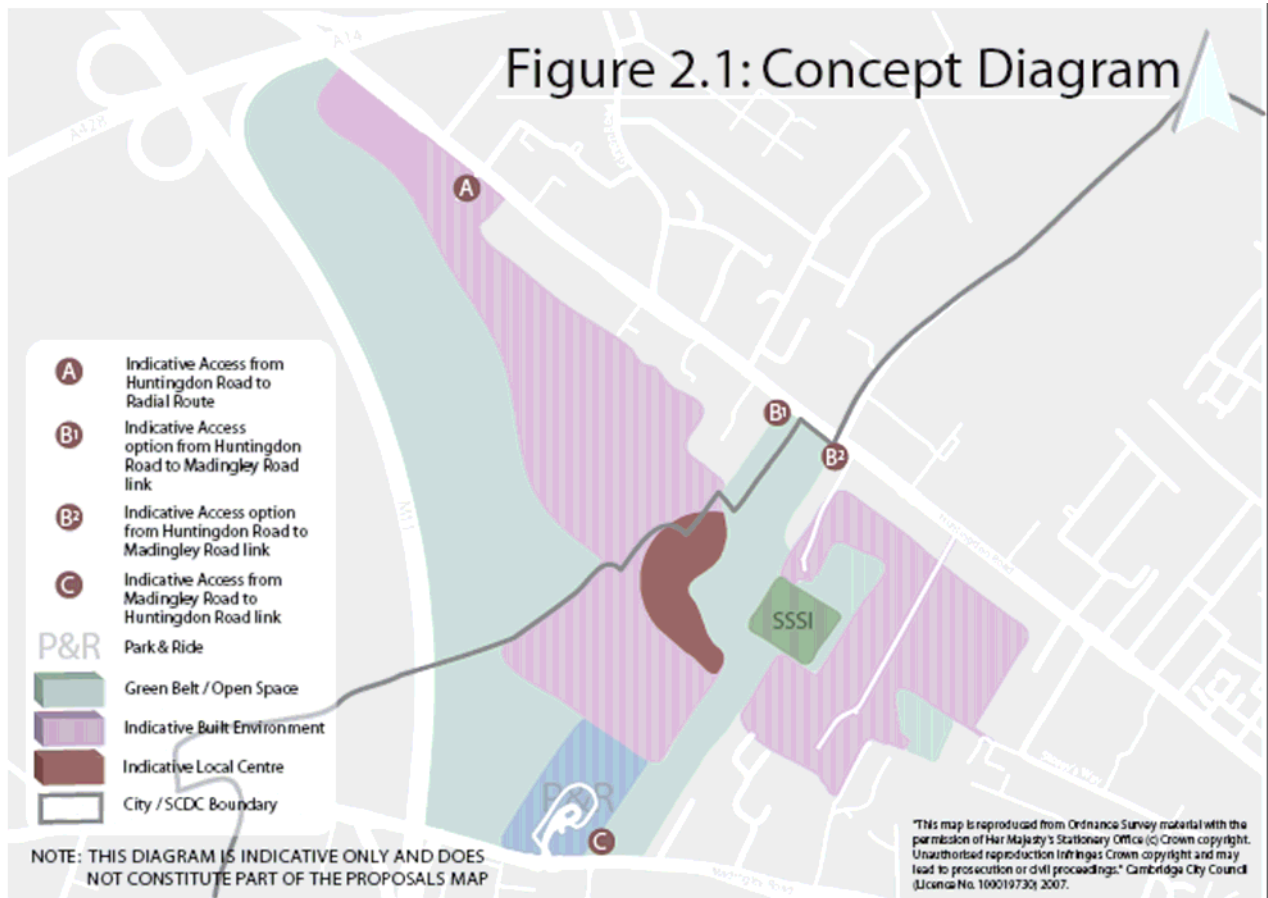 Figure 2.1: Concept Diagram
A14
A428
A
B1
B2
M11
Huntingdon Road
SSSI
P&R
C
Madingley Road
A
Indicative Access from
Huntingdon Road to
Radial Route
B1
Indicative Access
option from Huntingdon
Road to Madingley Road
link
B2
Indicative Access option
from Huntingdon Road to
Madingley Road link
C
Indicative Access from
Madingley Road to
Huntingdon Road link
P&R
Park & Ride
Green Belt / Open Space
Indicative Built Environment
Indicative Local Centre
City / SCDC Boundary
NOTE: THIS DIAGRAM IS INDICATIVE ONLY AND DOES
NOT CONSTITUTE PART OF THE PROPOSALS MAP
"This map is reproduced from Ordnance Survey material with the
permission of Her Majesty's Stationery Office (c) Crown copyright.
Unauthorised reproduction infringes Crown copyright and may
lead to prosecution or civil proceedings." Cambridge City Council
(Licence No. 100019730) 2007.